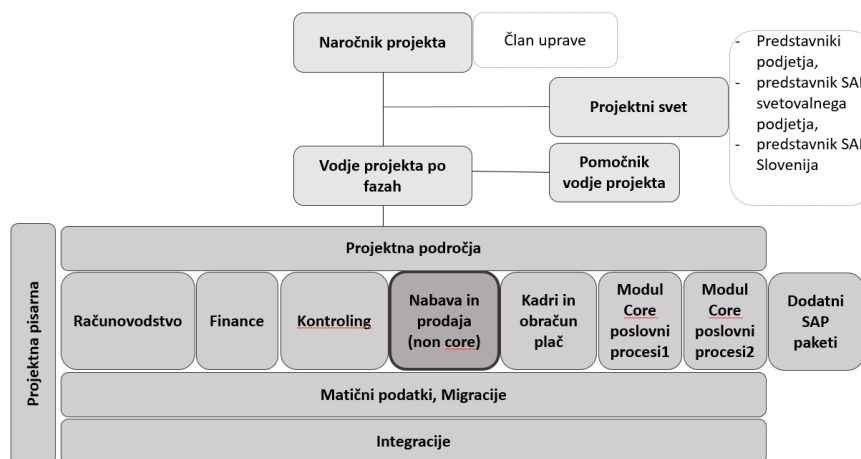 Naročnik projekta
Član uprave
- Predstavniki
podjetja,
- predstavnik SAP
svetovalnega
podjetja,
- predstavnik SAP
Slovenija
Projektni svet
Vodje projekta po
fazah
Pomočnik
vodje projekta
Projektna pisarna
Projektna področja
Računovodstvo
Finance
Kontroling
Nabava in
prodaja
(non core)
Kadri in
obračun
plač
Modul
Core
poslovni
procesi1
Modul
Core
poslovni
procesi2
Dodatni
SAP
paketi
Matični podatki, Migracije
Integracije